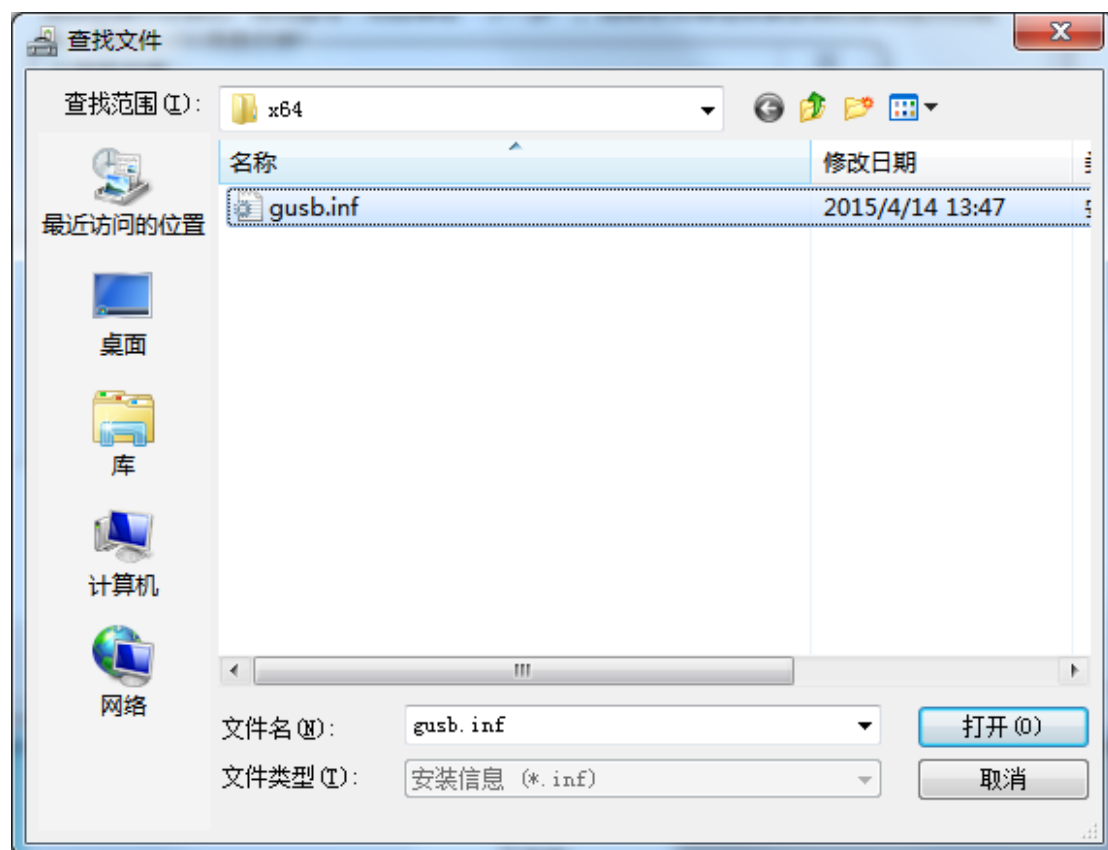 查找文件
查找范围(I):
x64
名称
修改日期
gusb.inf
2015/4/14 13:47
最近访问的位置
桌面
库
计算机
网络
文件名(N):
gusb.inf
打开(O)
文件类型(T):
安装信息 (*.inf)
取消